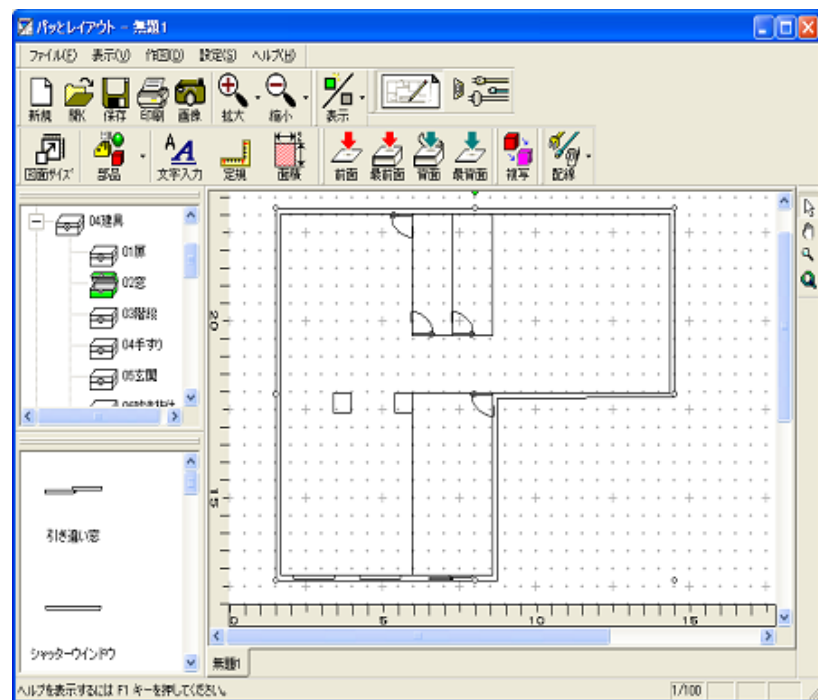 パッとレイアウト - 無題1
ファイル(F) 表示(V) 作図(D) 設定(S) ヘルプ(H)
新規 開く 保存 印刷 画像 拡大 縮小 表示
図面サイズ 部品 文字入力 定規 面積 前面 最前面 背面 最背面 複写 配線
04建具
01扉
02窓
03階段
04手すり
05玄関
引き違い窓
シャッターウインドウ
20
15
0 5 10 15
無題1
ヘルプを表示するには F1 キーを押してください。 1/100